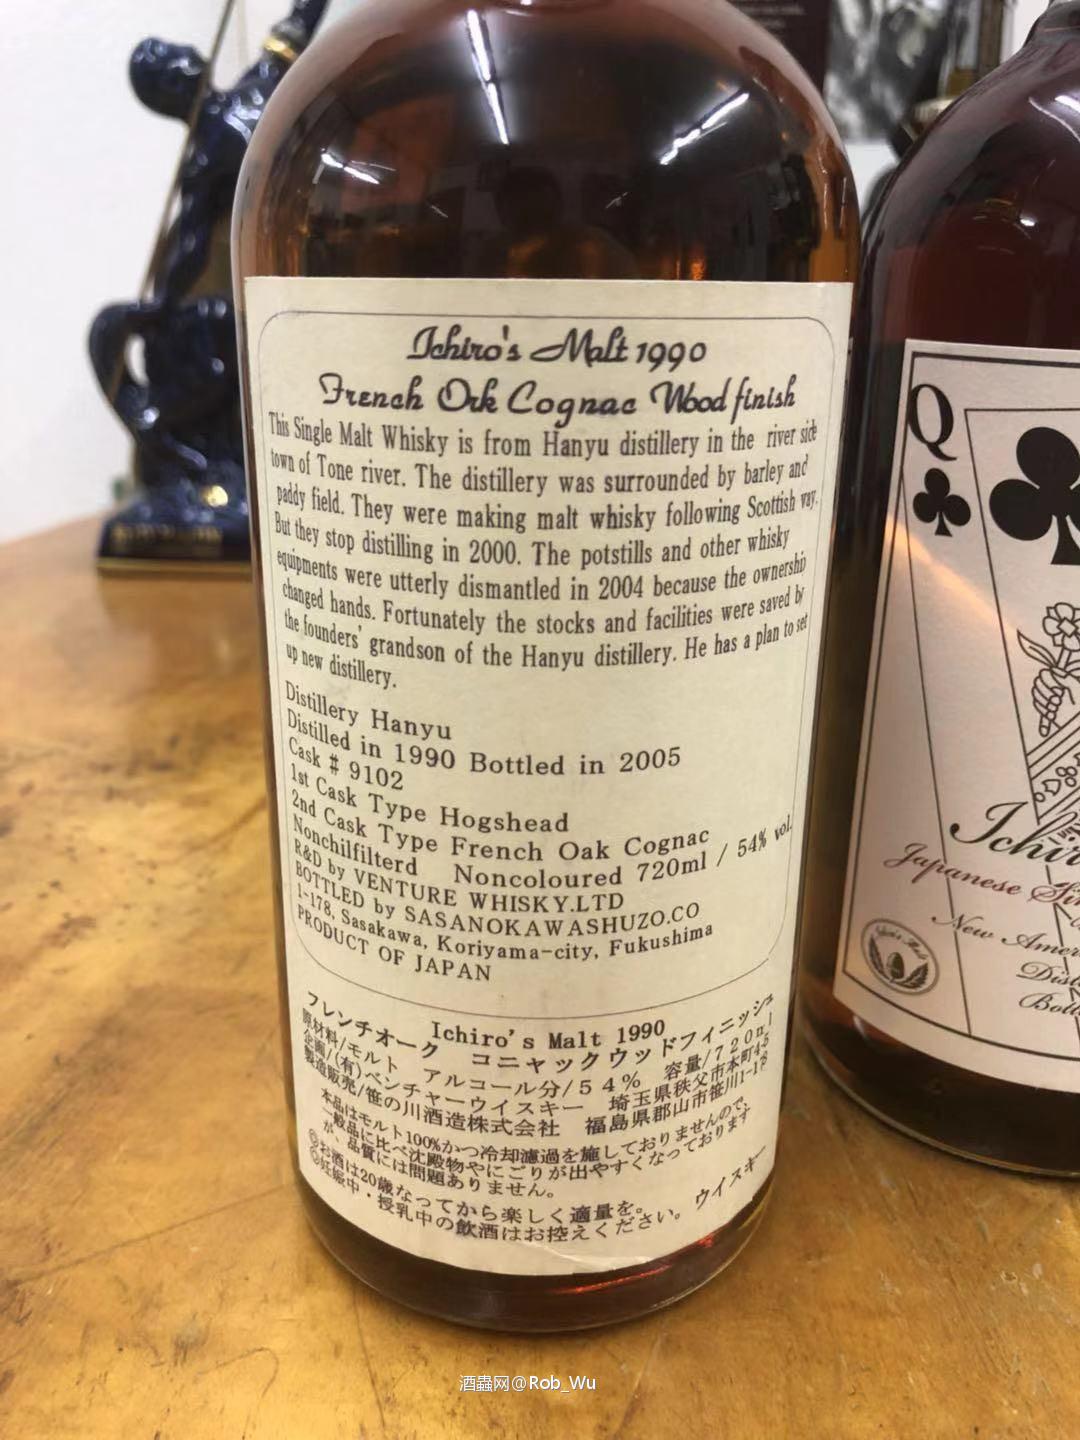 Ichiro's Malt 1990
French Ork Cognac Wood finish
This Single Malt Whisky is from Hanyu distillery in the river side
town of Tone river. The distillery was surrounded by barley and
paddy field. They were making malt whisky following Scottish way.
But they stop distilling in 2000. The potstills and other whisky
equipments were utterly dismantled in 2004 because the ownership
changed hands. Fortunately the stocks and facilities were saved by
the founders' grandson of the Hanyu distillery. He has a plan to set
up new distillery.
Distillery Hanyu
Distilled in 1990 Bottled in 2005
Cask # 9102
1st Cask Type Hogshead
2nd Cask Type French Oak Cognac
Nonchilfilterd Noncoloured 720ml / 54% vol.
R&D by VENTURE WHISKY.LTD
BOTTLED by SASANOKAWASHUZO.CO
1-178, Sasakawa, Koriyama-city, Fukushima
PRODUCT OF JAPAN
Ichiro's Malt 1990
フレンチオーク コニャックウッドフィニッシュ
原材料/モルト アルコール分/54% 容量/720ml
企画/(有)ベンチャーウイスキー 埼玉県秩父市本町4-5
製造販売/笹の川酒造株式会社 福島県郡山市笹川1-178
本品はモルト100%かつ冷却濾過を施しておりませんので、
一般品に比べ沈殿物やにごりが出やすくなっております
が、品質には問題ありません。
◎お酒は20歳なってから楽しく適量を。
◎妊娠中・授乳中の飲酒はお控えください。 ウイスキー
Q
Japanese
New
酒蟲网@Rob_Wu